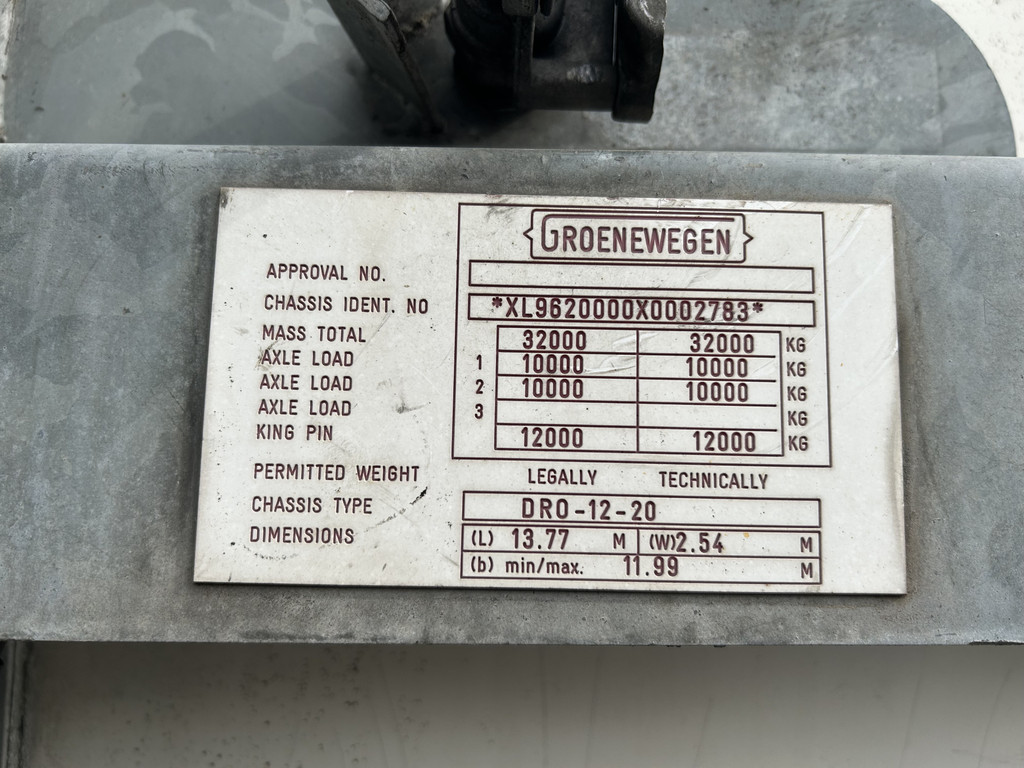 GROENEWEGEN
APPROVAL NO.
CHASSIS IDENT. NO *XL9620000X0002783*
MASS TOTAL 32000 32000 KG
AXLE LOAD 1 10000 10000 KG
AXLE LOAD 2 10000 10000 KG
AXLE LOAD 3 KG
KING PIN 12000 12000 KG
PERMITTED WEIGHT LEGALLY TECHNICALLY
CHASSIS TYPE DRO-12-20
DIMENSIONS (L) 13.77 M (W) 2.54 M
(b) min/max. 11.99 M